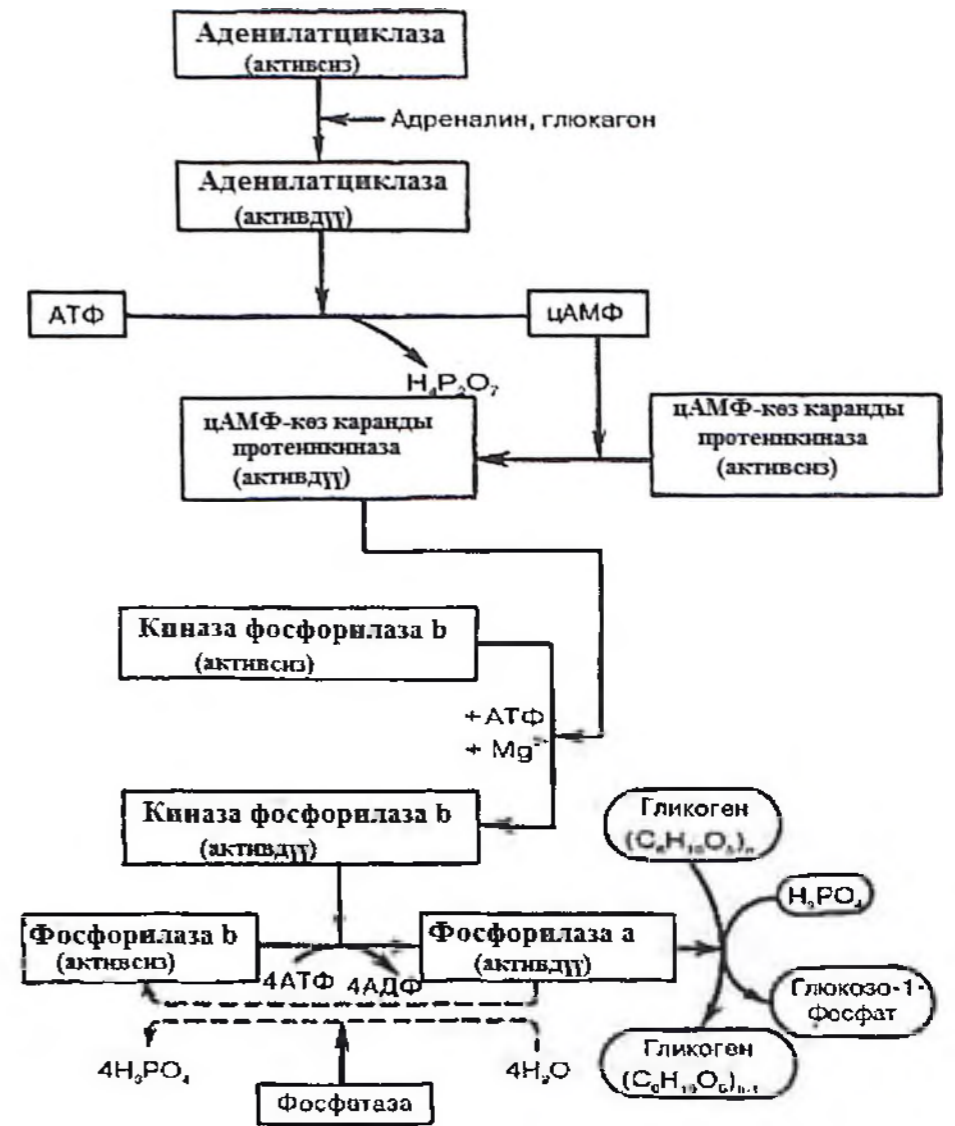 Аденилатциклаза
(активсиз)
Адреналин, глюкагон
Аденилатциклаза
(активдүү)
АТФ
цАМФ
H₄P₂O₇
цАМФ-көз каранды
протеинкиназа
(активдүү)
цАМФ-көз каранды
протеинкиназа
(активсиз)
Киназа фосфорилаза b
(активсиз)
+АТФ
+ Mg²⁺
Киназа фосфорилаза b
(активдүү)
Гликоген
(C₆H₁₀O₅)ₙ
H₃PO₄
Фосфорилаза b
(активсиз)
Фосфорилаза a
(активдүү)
4АТФ
4АДФ
Глюкозо-1-
Фосфат
4H₃PO₄
4H₂O
Гликоген
(C₆H₁₀O₅)ₙ₋₁
Фосфатаза